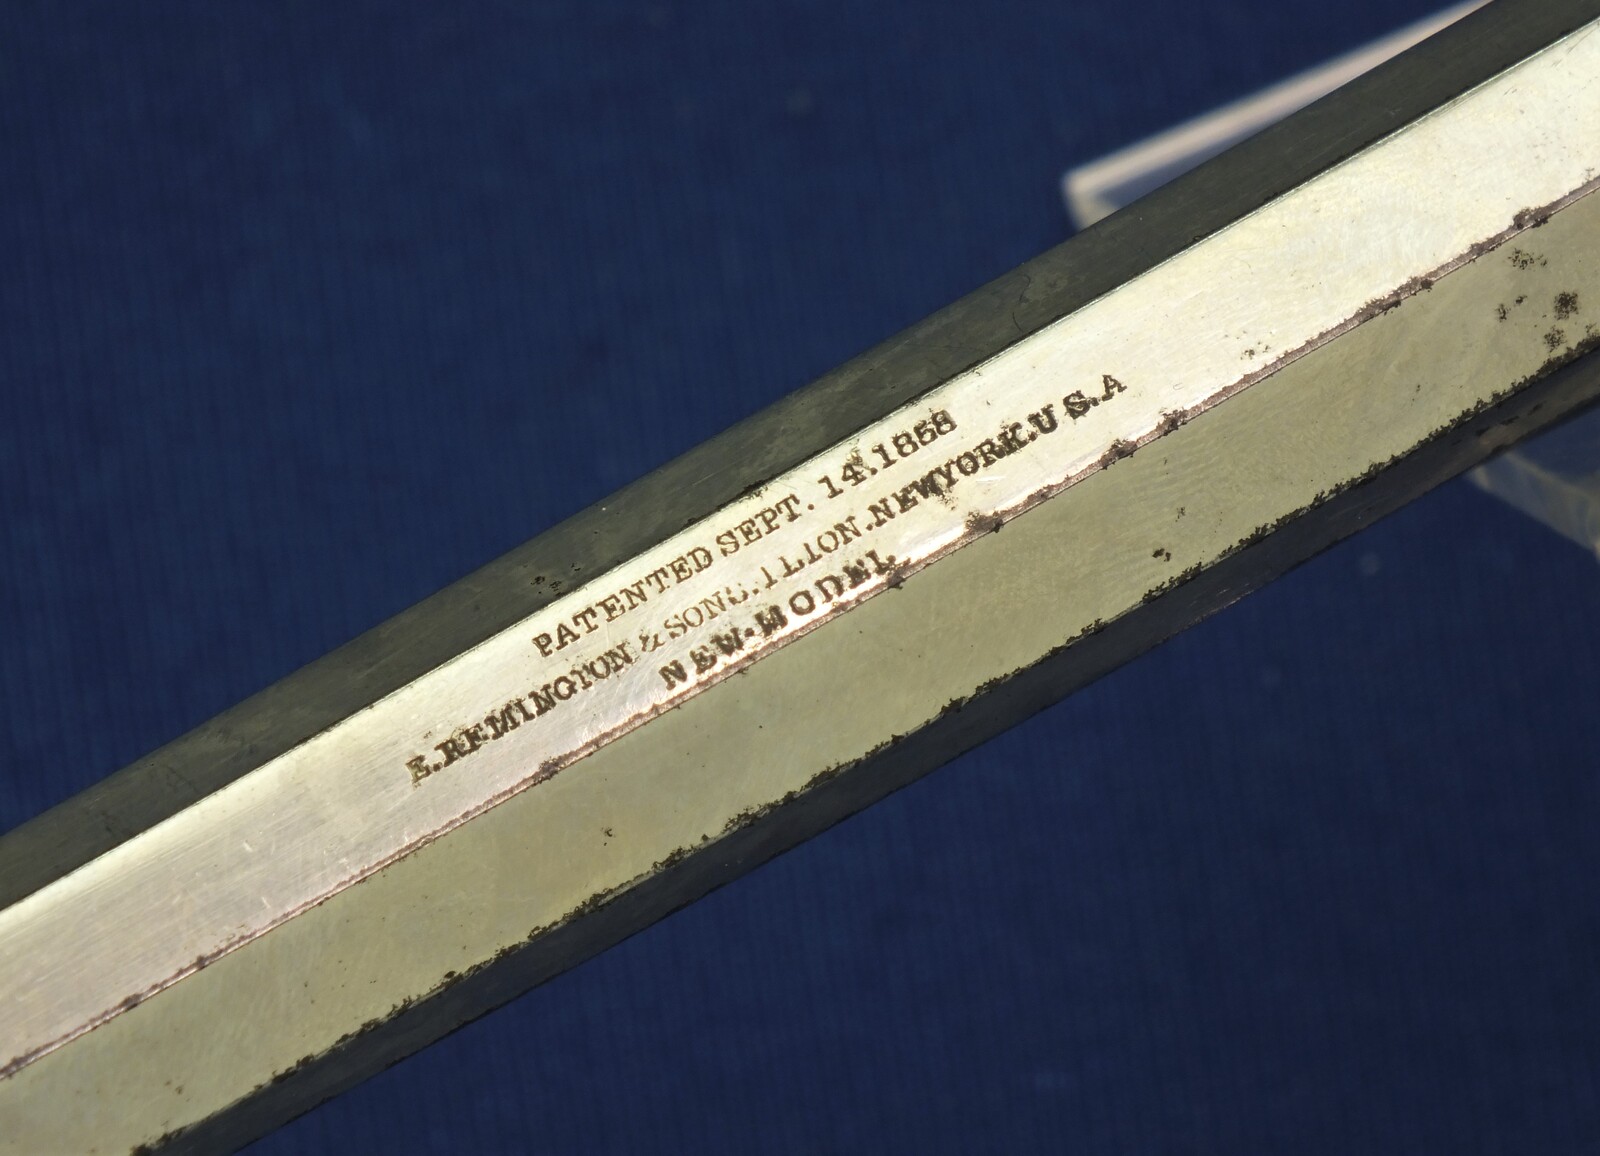 PATENTED SEPT. 14.1858
E.REMINGTON & SONS.ILION.NEWYORK.U S.A
NEW-MODEL